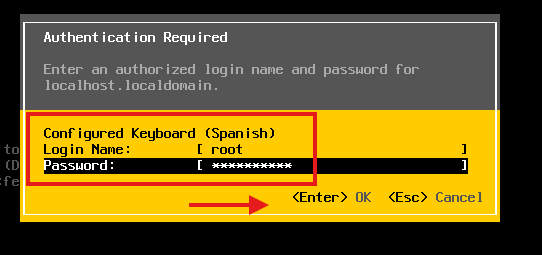 Authentication Required
Enter an authorized login name and password for
localhost.localdomain.
Configured Keyboard (Spanish)
to
Login Name: [ root ]
(D
Password: [ ********** ]
:fe
<Enter> OK <Esc> Cancel